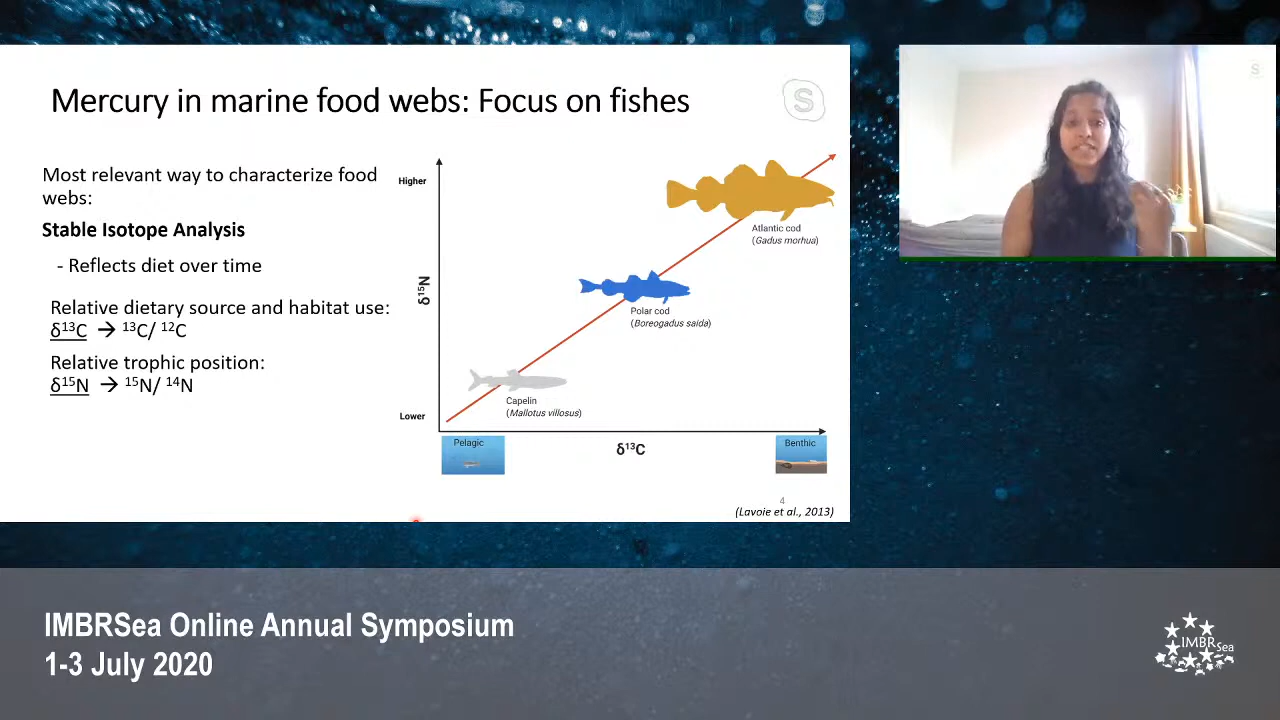 Mercury in marine food webs: Focus on fishes
S
Most relevant way to characterize food
webs:
Stable Isotope Analysis
- Reflects diet over time
Relative dietary source and habitat use:
δ¹³C → ¹³C/ ¹²C
Relative trophic position:
δ¹⁵N → ¹⁵N/ ¹⁴N
Higher
δ¹⁵N
Lower
Atlantic cod
(Gadus morhua)
Polar cod
(Boreogadus saida)
Capelin
(Mallotus villosus)
Pelagic
δ¹³C
Benthic
4
(Lavoie et al., 2013)
S
IMBRSea Online Annual Symposium
1-3 July 2020
IMBRSea